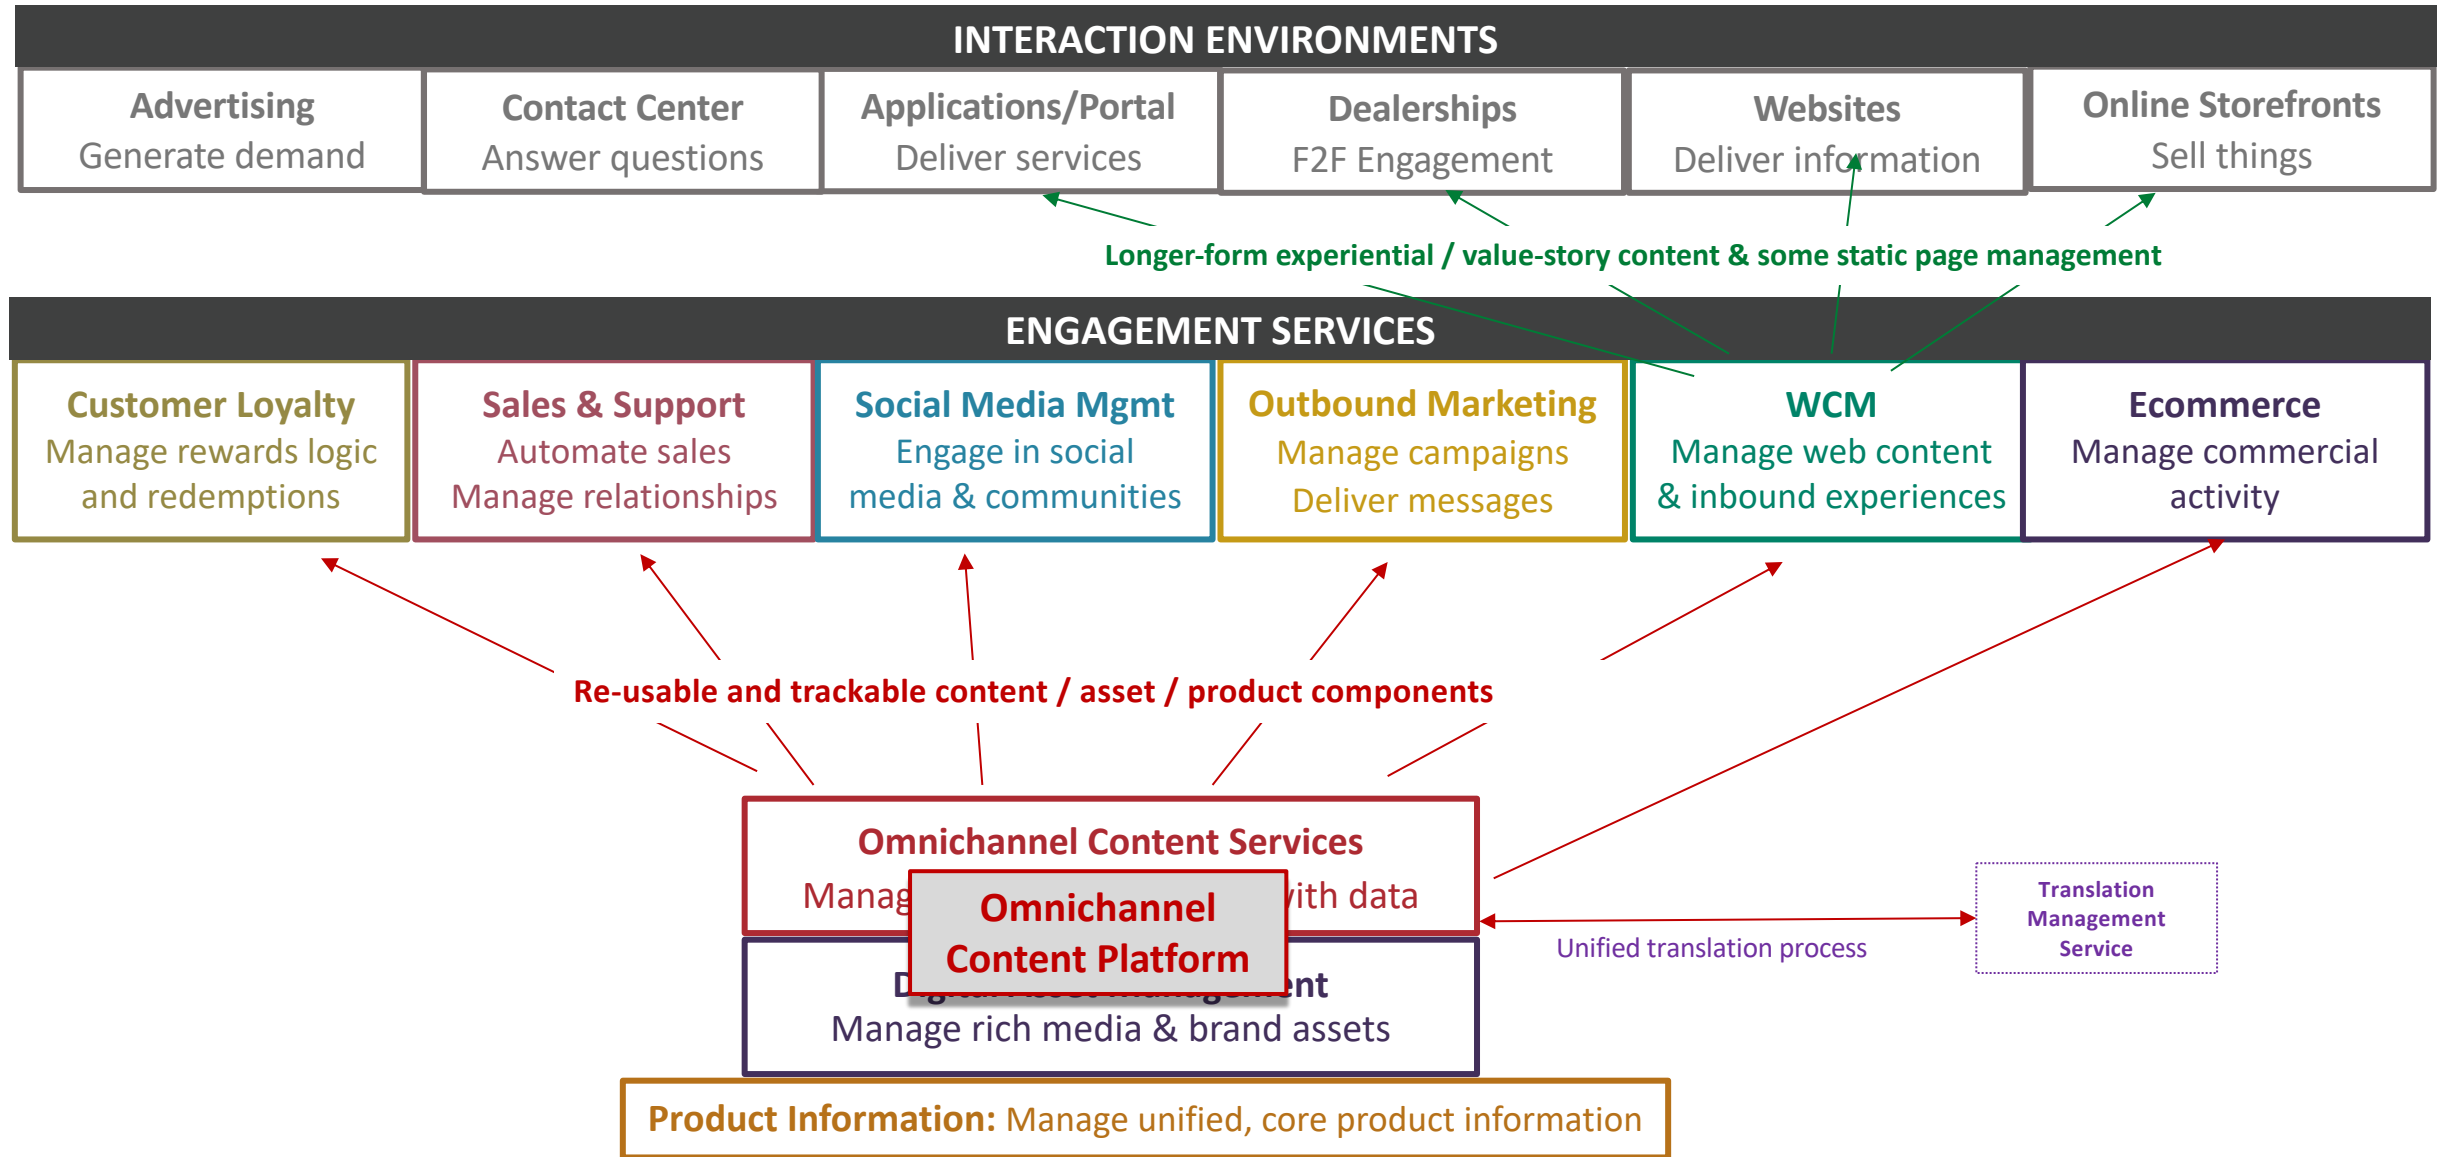 INTERACTION ENVIRONMENTS
Advertising
Generate demand
Contact Center
Answer questions
Applications/Portal
Deliver services
Dealerships
F2F Engagement
Websites
Deliver information
Online Storefronts
Sell things
Longer-form experiential / value-story content & some static page management
ENGAGEMENT SERVICES
Customer Loyalty
Manage rewards logic
and redemptions
Sales & Support
Automate sales
Manage relationships
Social Media Mgmt
Engage in social
media & communities
Outbound Marketing
Manage campaigns
Deliver messages
WCM
Manage web content
& inbound experiences
Ecommerce
Manage commercial
activity
Re-usable and trackable content / asset / product components
Omnichannel Content Services
data
Omnichannel
Content Platform
Digital Asset Management
Manage rich media & brand assets
Translation
Management
Service
Unified translation process
Product Information: Manage unified, core product information